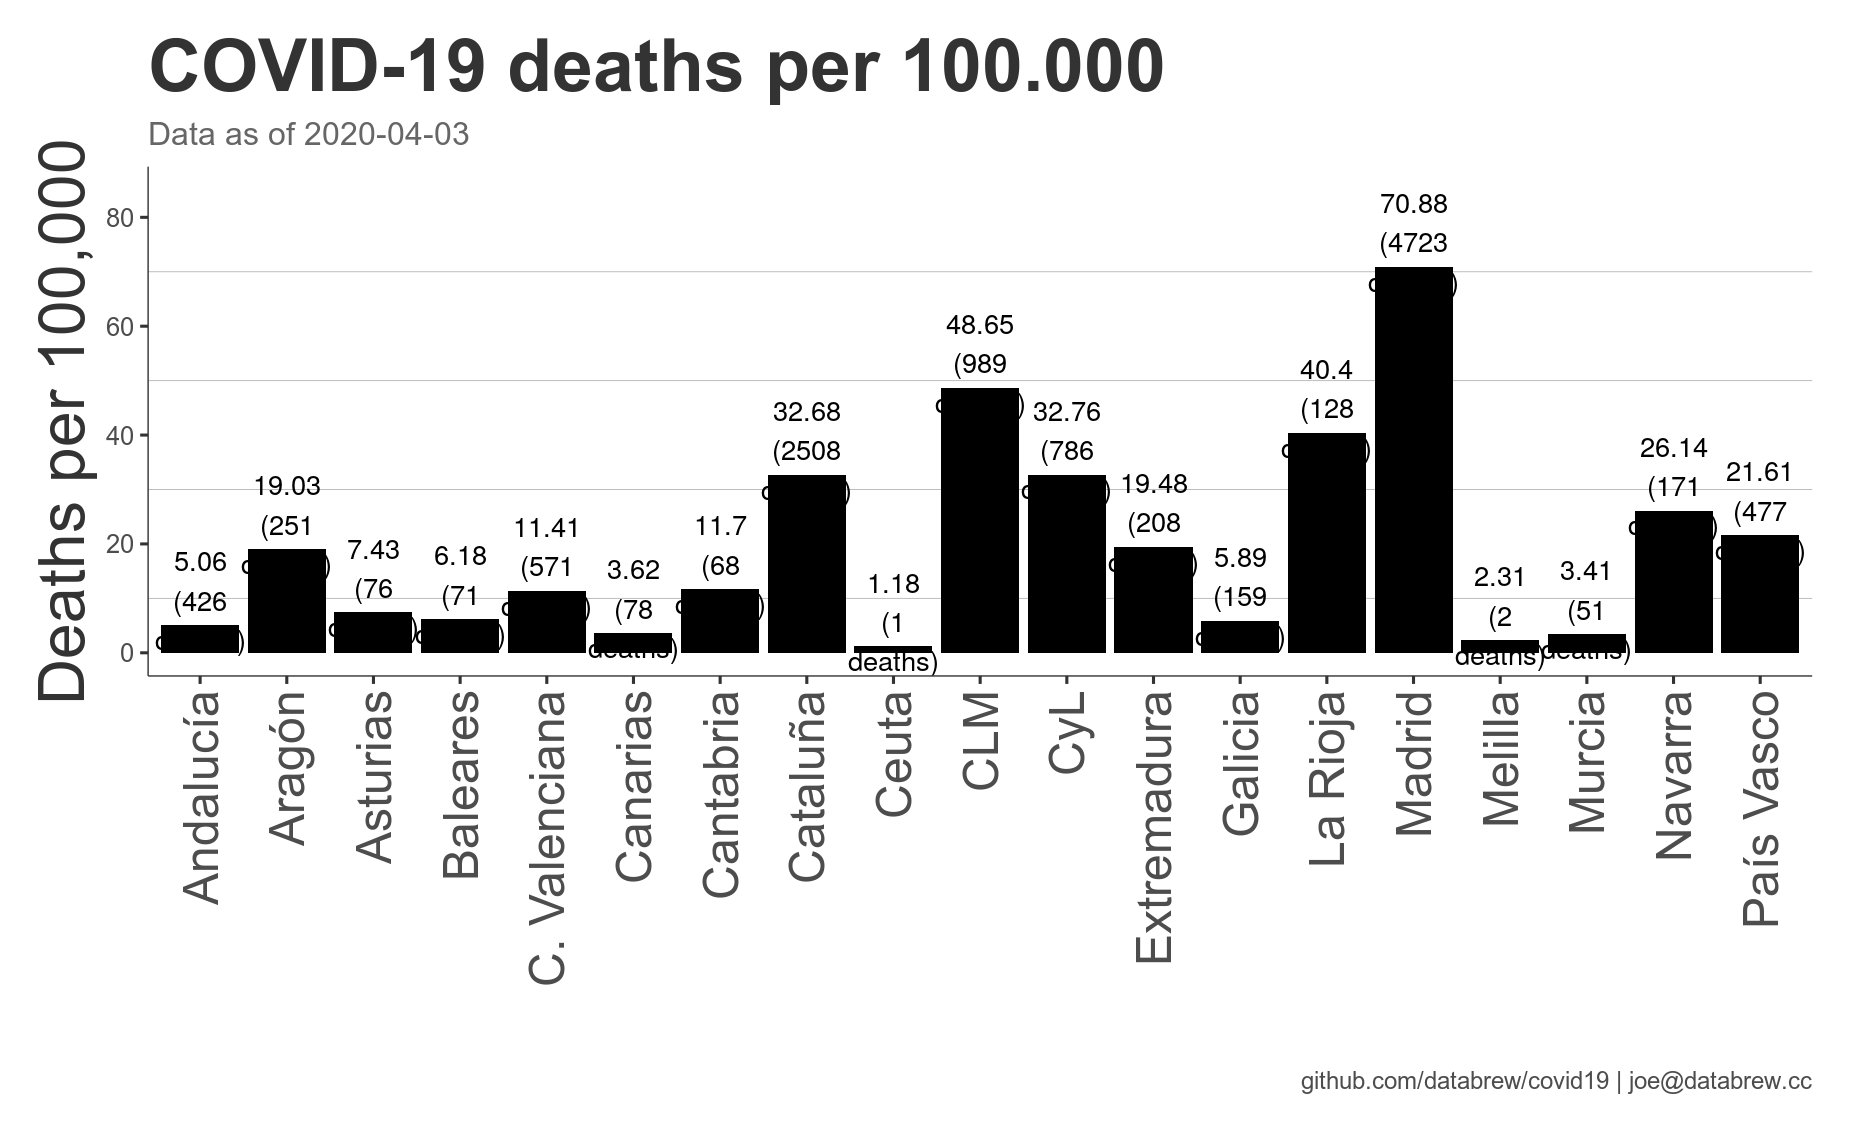 COVID-19 deaths per 100.000
Data as of 2020-04-03
Deaths per 100,000
80
60
40
20
0
5.06
(426
19.03
(251
7.43
(76
6.18
(71
11.41
(571
3.62
(78
deaths)
11.7
(68
32.68
(2508
1.18
(1
deaths)
48.65
(989
32.76
(786
19.48
(208
5.89
(159
40.4
(128
70.88
(4723
2.31
(2
deaths)
3.41
(51
deaths)
26.14
(171
21.61
(477
Andalucía
Aragón
Asturias
Baleares
C. Valenciana
Canarias
Cantabria
Cataluña
Ceuta
CLM
CyL
Extremadura
Galicia
La Rioja
Madrid
Melilla
Murcia
Navarra
País Vasco
github.com/databrew/covid19 | joe@databrew.cc